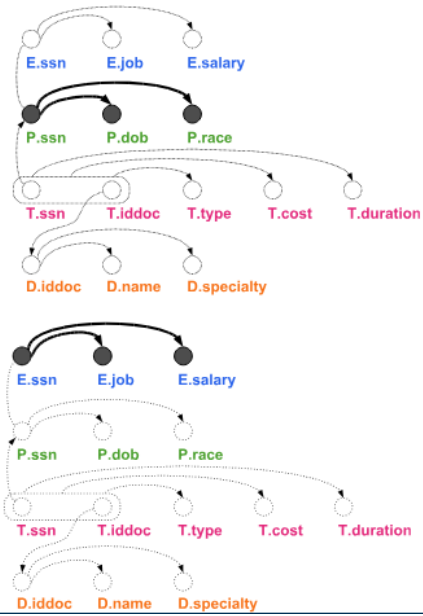 E.ssn E.job E.salary
P.ssn P.dob P.race
T.ssn T.iddoc T.type T.cost T.duration
D.iddoc D.name D.specialty
E.ssn E.job E.salary
P.ssn P.dob P.race
T.ssn T.iddoc T.type T.cost T.duration
D.iddoc D.name D.specialty